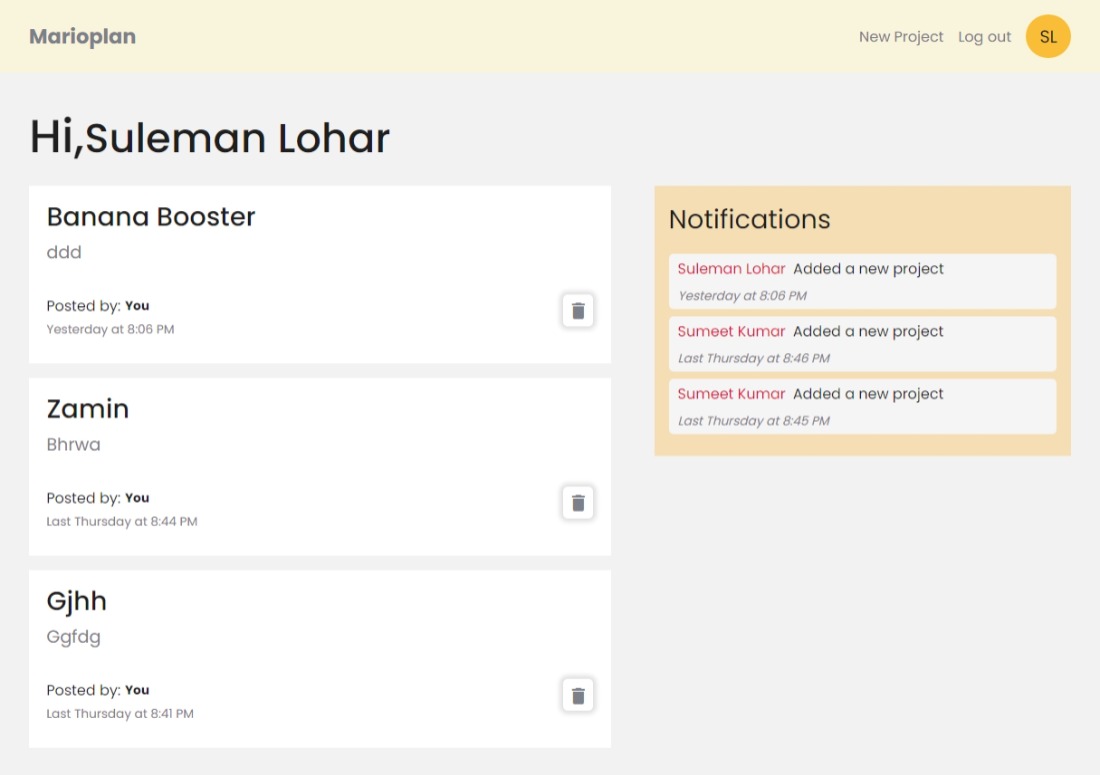 Marioplan
New Project Log out SL
Hi,Suleman Lohar
Banana Booster
ddd
Posted by: You
Yesterday at 8:06 PM
Zamin
Bhrwa
Posted by: You
Last Thursday at 8:44 PM
Gjhh
Ggfdg
Posted by: You
Last Thursday at 8:41 PM
Notifications
Suleman Lohar Added a new project
Yesterday at 8:06 PM
Sumeet Kumar Added a new project
Last Thursday at 8:46 PM
Sumeet Kumar Added a new project
Last Thursday at 8:45 PM